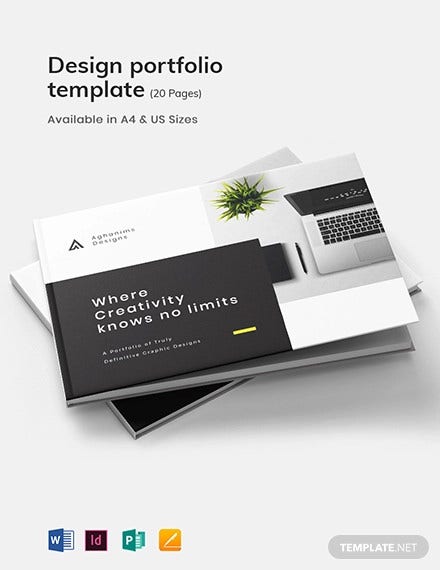 Design portfolio
template (20 Pages)
Available in A4 & US Sizes
Aghanims
Designs
Where
Creativity
knows no limits
A Portfolio of Truly
Definitive Graphic Designs
W
Id
P
TEMPLATE.NET